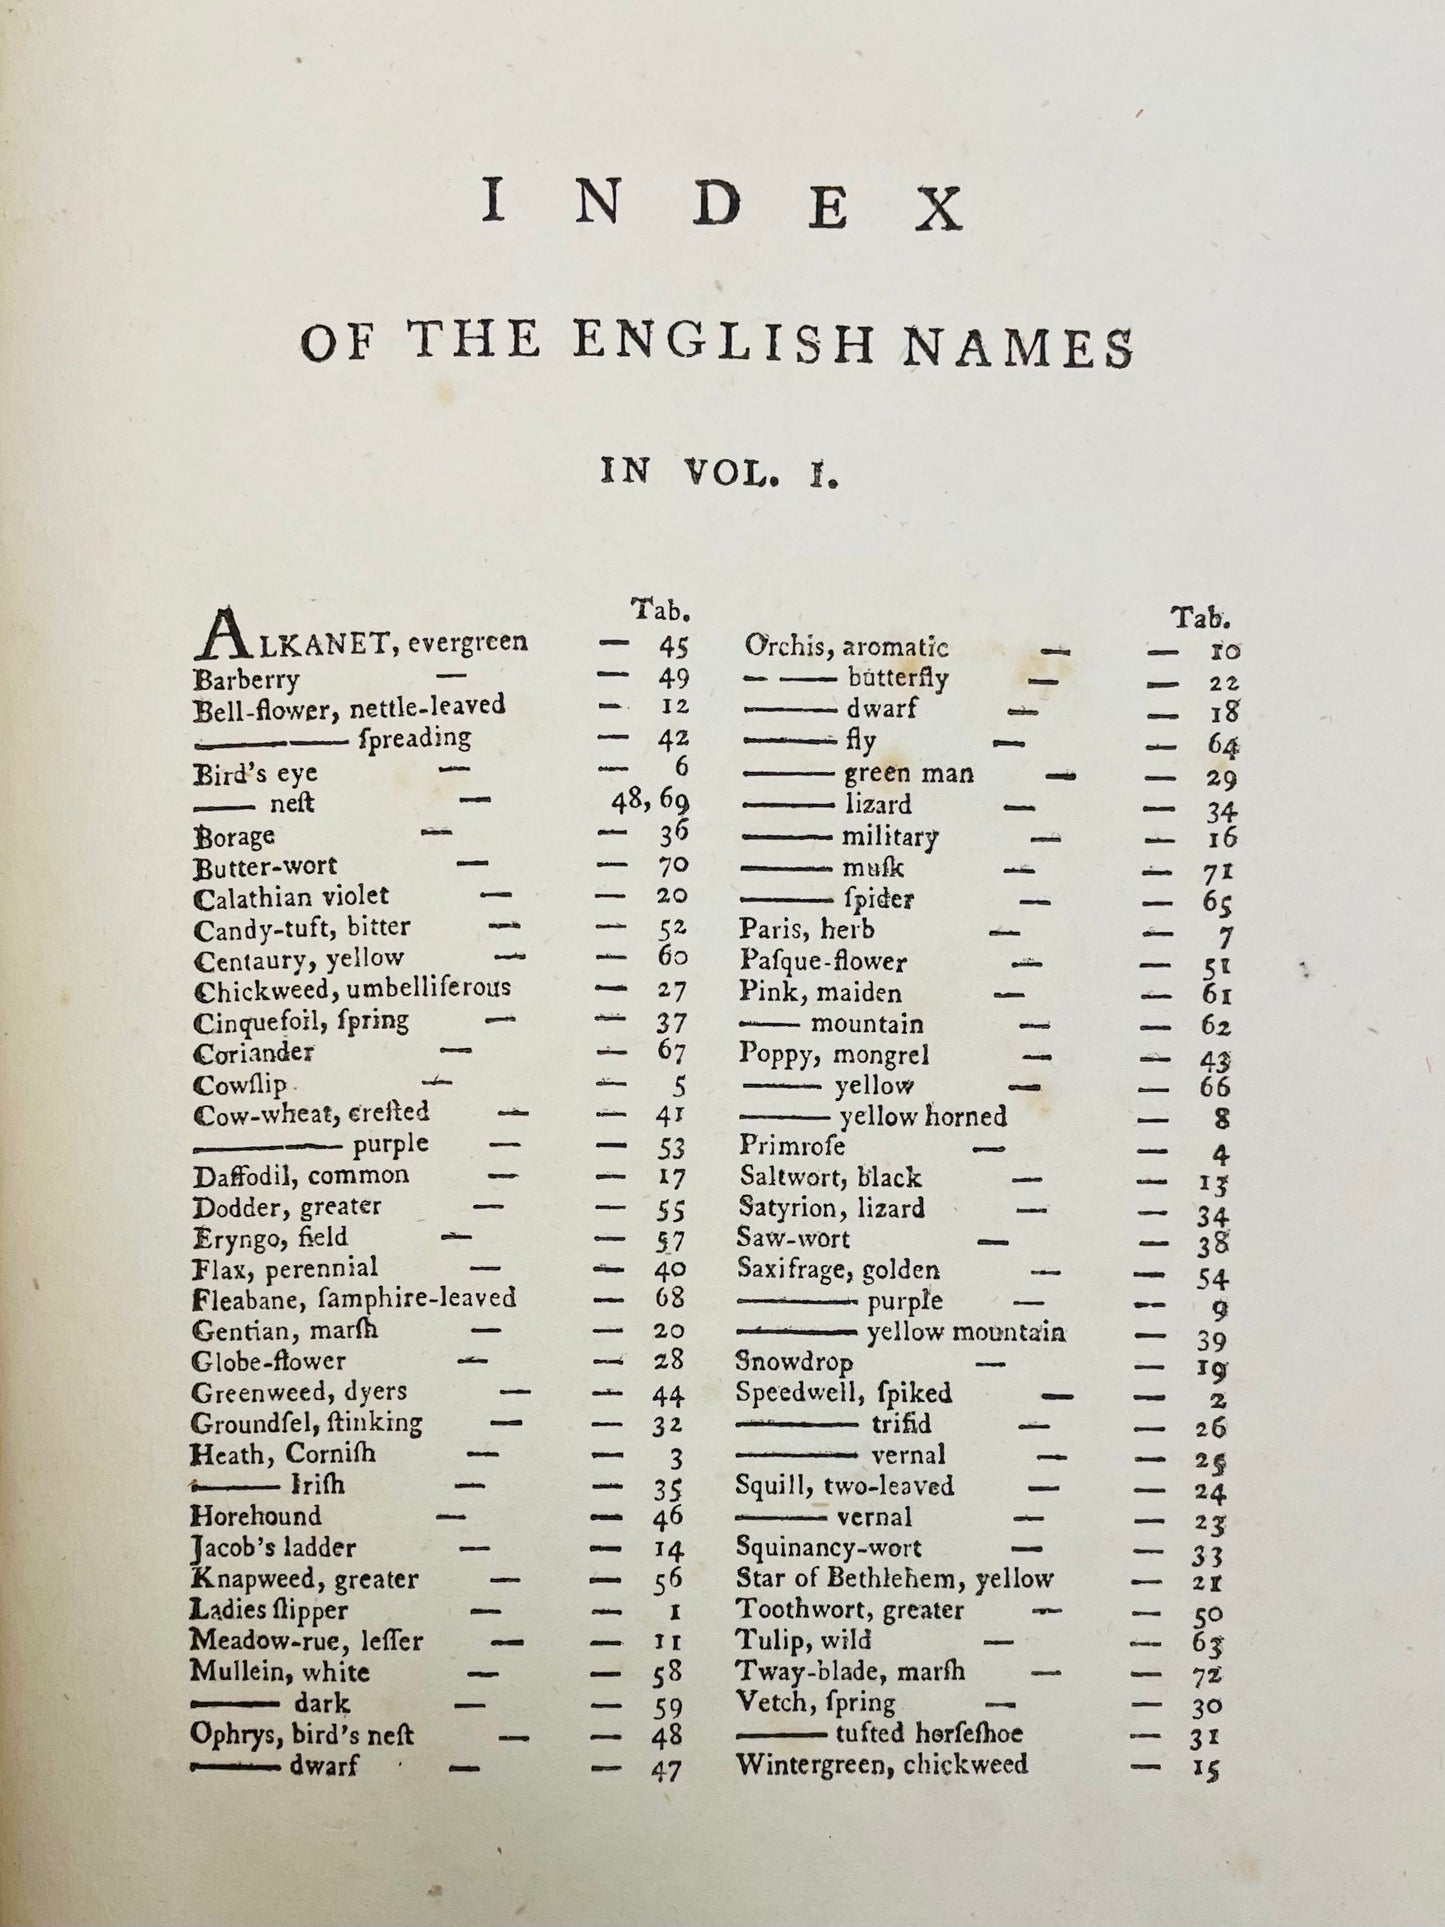 INDEX
OF THE ENGLISH NAMES
IN VOL. I.
Tab.
ALKANET, evergreen — 45
Barberry — — 49
Bell-flower, nettle-leaved — 12
——— ſpreading — 42
Bird's eye — — 6
—— neſt — 48, 69
Borage — — 36
Butter-wort — — 70
Calathian violet — — 20
Candy-tuft, bitter — — 52
Centaury, yellow — — 60
Chickweed, umbelliferous — 27
Cinquefoil, ſpring — — 37
Coriander — — 67
Cowſlip — — 5
Cow-wheat, creſted — — 41
——— purple — — 53
Daffodil, common — — 17
Dodder, greater — — 55
Eryngo, field — — 57
Flax, perennial — — 40
Fleabane, ſamphire-leaved — 68
Gentian, marſh — — 20
Globe-flower — — 28
Greenweed, dyers — — 44
Groundſel, ſtinking — — 32
Heath, Corniſh — — 3
—— Iriſh — — 35
Horehound — — 46
Jacob's ladder — — 14
Knapweed, greater — — 56
Ladies ſlipper — — 1
Meadow-rue, leſſer — — 11
Mullein, white — — 58
—— dark — — 59
Ophrys, bird's neſt — — 48
—— dwarf — — 47
Tab.
Orchis, aromatic — — 10
—— butterfly — — 22
—— dwarf — — 18
—— fly — — 64
—— green man — — 29
—— lizard — — 34
—— military — — 16
—— muſk — — 71
—— ſpider — — 65
Paris, herb — — 7
Paſque-flower — — 51
Pink, maiden — — 61
—— mountain — — 62
Poppy, mongrel — — 43
—— yellow — — 66
—— yellow horned — 8
Primroſe — — 4
Saltwort, black — — 13
Satyrion, lizard — — 34
Saw-wort — — 38
Saxifrage, golden — — 54
——— purple — — 9
——— yellow mountain — 39
Snowdrop — — 19
Speedwell, ſpiked — — 2
——— trifid — — 26
——— vernal — — 25
Squill, two-leaved — — 24
—— vernal — — 23
Squinancy-wort — — 33
Star of Bethlehem, yellow — 21
Toothwort, greater — — 50
Tulip, wild — — 63
Tway-blade, marſh — — 72
Vetch, ſpring — — 30
—— tufted horſeſhoe — 31
Wintergreen, chickweed — 15